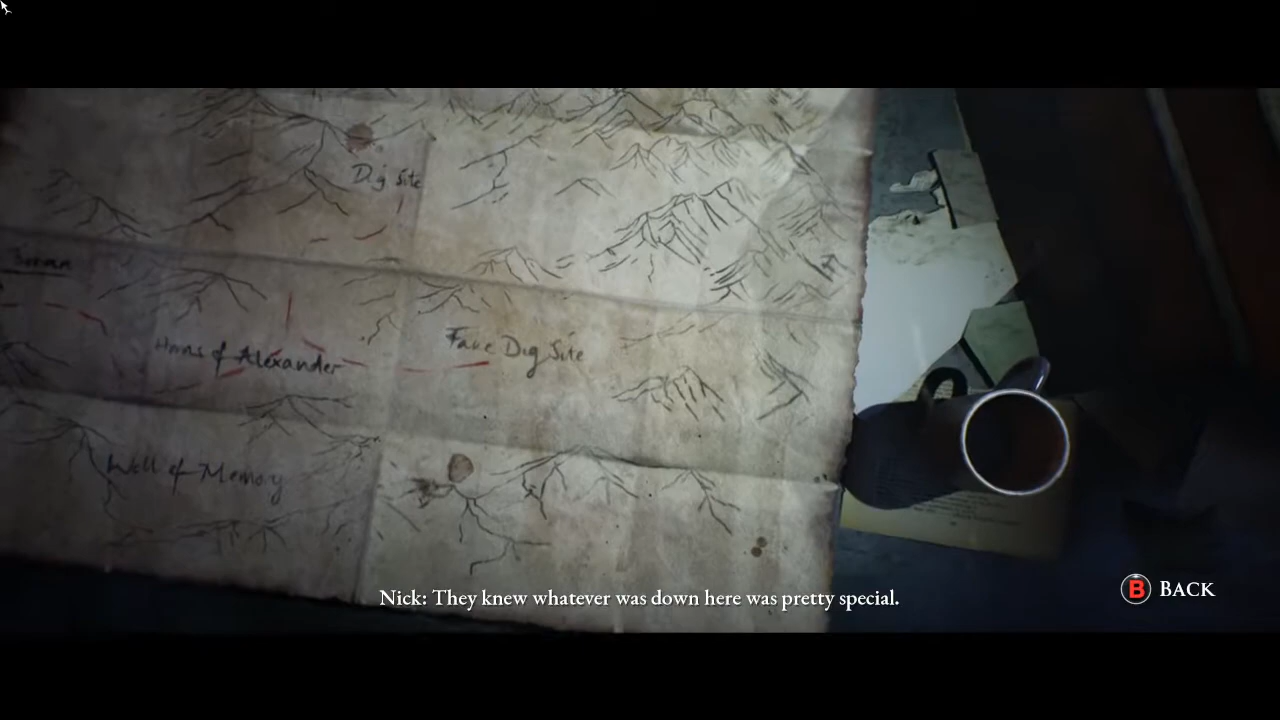 Dig Site
Horns of Alexander
Fake Dig Site
Well of Memory
Nick: They knew whatever was down here was pretty special.
B BACK